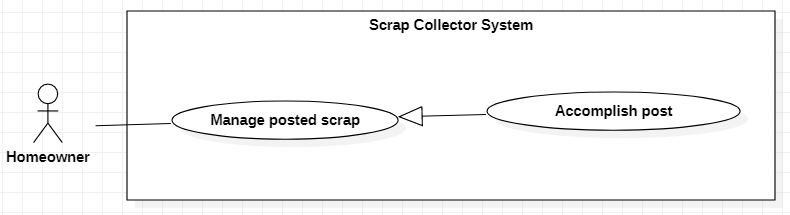 Scrap Collector System
Manage posted scrap
Accomplish post
Homeowner